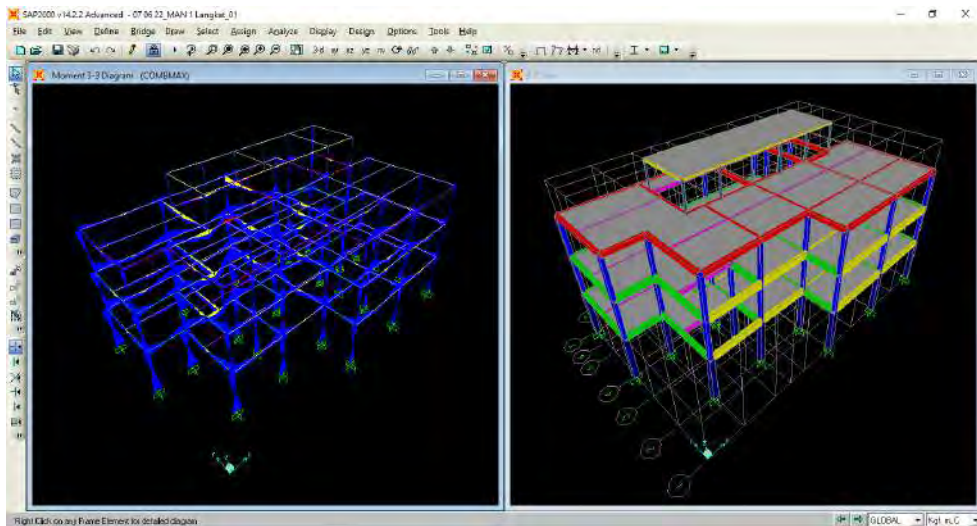 SAP2000 v14.2.2 Advanced - 07 06 22_MAN 1 Langkat_01
File Edit View Define Bridge Draw Select Assign Analyze Display Design Options Tools Help
Moment 3-3 Diagram (COMBMAX)
Right Click on any Frame Element for detailed diagram
GLOBAL
Kgf, m, C